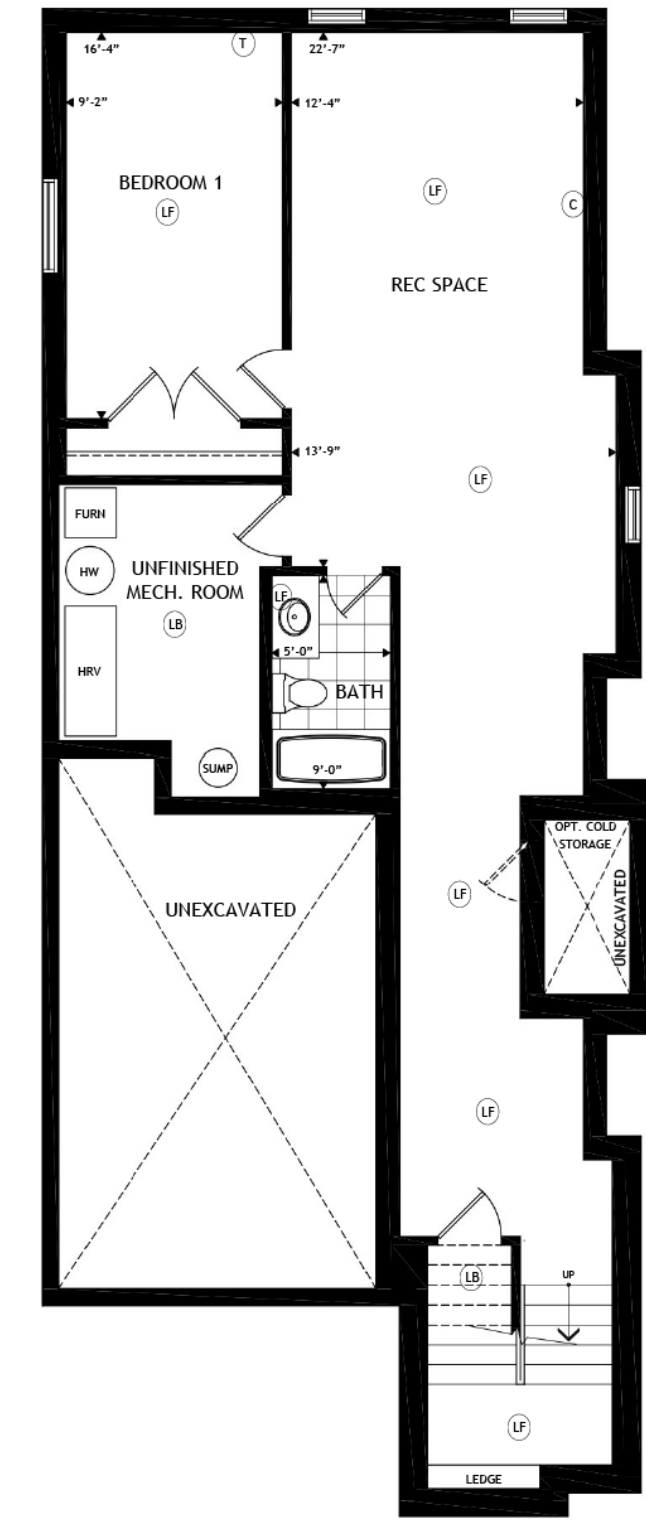 16'-4"
T
22'-7"
9'-2"
12'-4"
BEDROOM 1
LF
LF
C
REC SPACE
13'-9"
LF
FURN
HW
UNFINISHED
MECH. ROOM
LB
HRV
LF
5'-0"
BATH
9'-0"
SUMP
OPT. COLD
STORAGE
UNEXCAVATED
UNEXCAVATED
LF
LF
LB
UP
LF
LEDGE